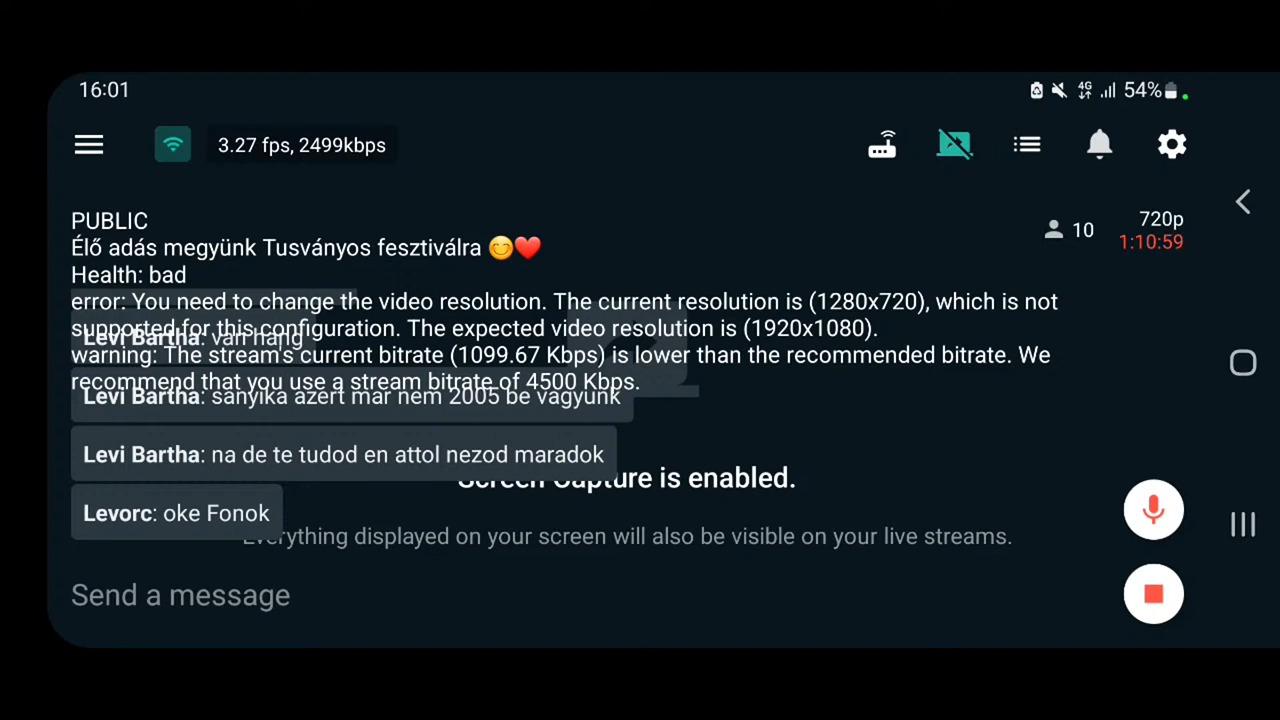 16:01
4G
54%
3.27 fps, 2499kbps
PUBLIC
10
720p
Élő adás megyünk Tusványos fesztiválra 😊❤️
1:10:59
Health: bad
error: You need to change the video resolution. The current resolution is (1280x720), which is not
supported for this configuration. The expected video resolution is (1920x1080).
Levi Bartha: van hang
warning: The stream's current bitrate (1099.67 Kbps) is lower than the recommended bitrate. We
recommend that you use a stream bitrate of 4500 Kbps.
Levi Bartha: sanyika azert mar nem 2005 be vagyunk
Levi Bartha: na de te tudod en attol nezod maradok
Screen Capture is enabled.
Levorc: oke Fonok
Everything displayed on your screen will also be visible on your live streams.
Send a message